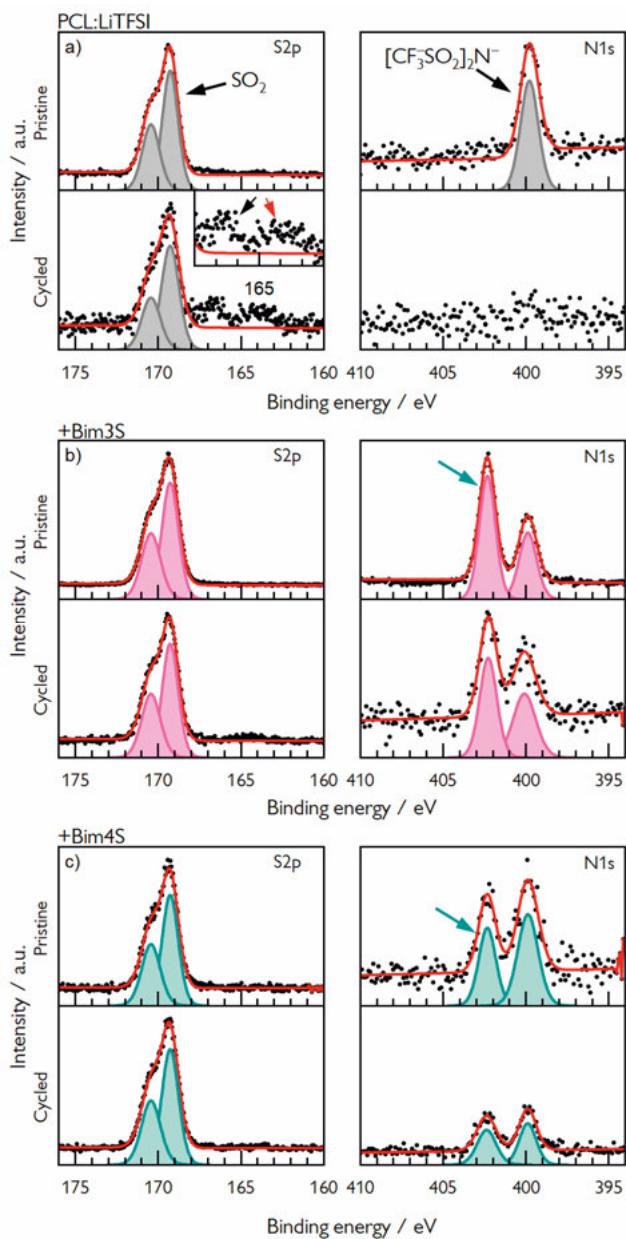 PCL:LiTFSI
a) S2p N1s
SO₂ [CF₃SO₂]₂N⁻
Pristine
Intensity / a.u.
165
Cycled
175 170 165 160 410 405 400 395
Binding energy / eV Binding energy / eV
+Bim3S
b) S2p N1s
Pristine
Intensity / a.u.
Cycled
175 170 165 160 410 405 400 395
Binding energy / eV Binding energy / eV
+Bim4S
c) S2p N1s
Pristine
Intensity / a.u.
Cycled
175 170 165 160 410 405 400 395
Binding energy / eV Binding energy / eV